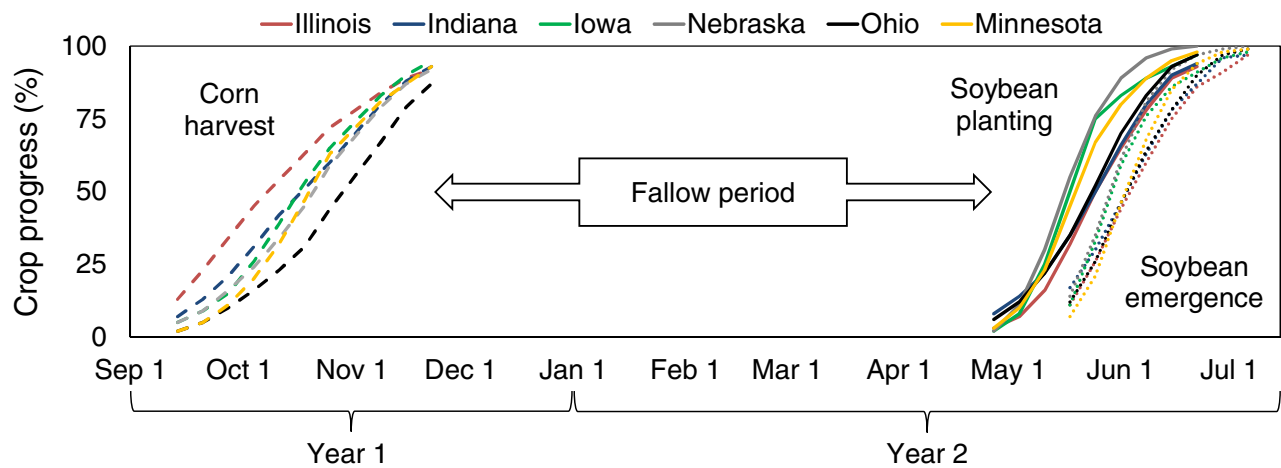 Illinois Indiana Iowa Nebraska Ohio Minnesota
Crop progress (%)
100
75
50
25
0
Corn
harvest
Fallow period
Soybean
planting
Soybean
emergence
Sep 1 Oct 1 Nov 1 Dec 1 Jan 1 Feb 1 Mar 1 Apr 1 May 1 Jun 1 Jul 1
Year 1 Year 2